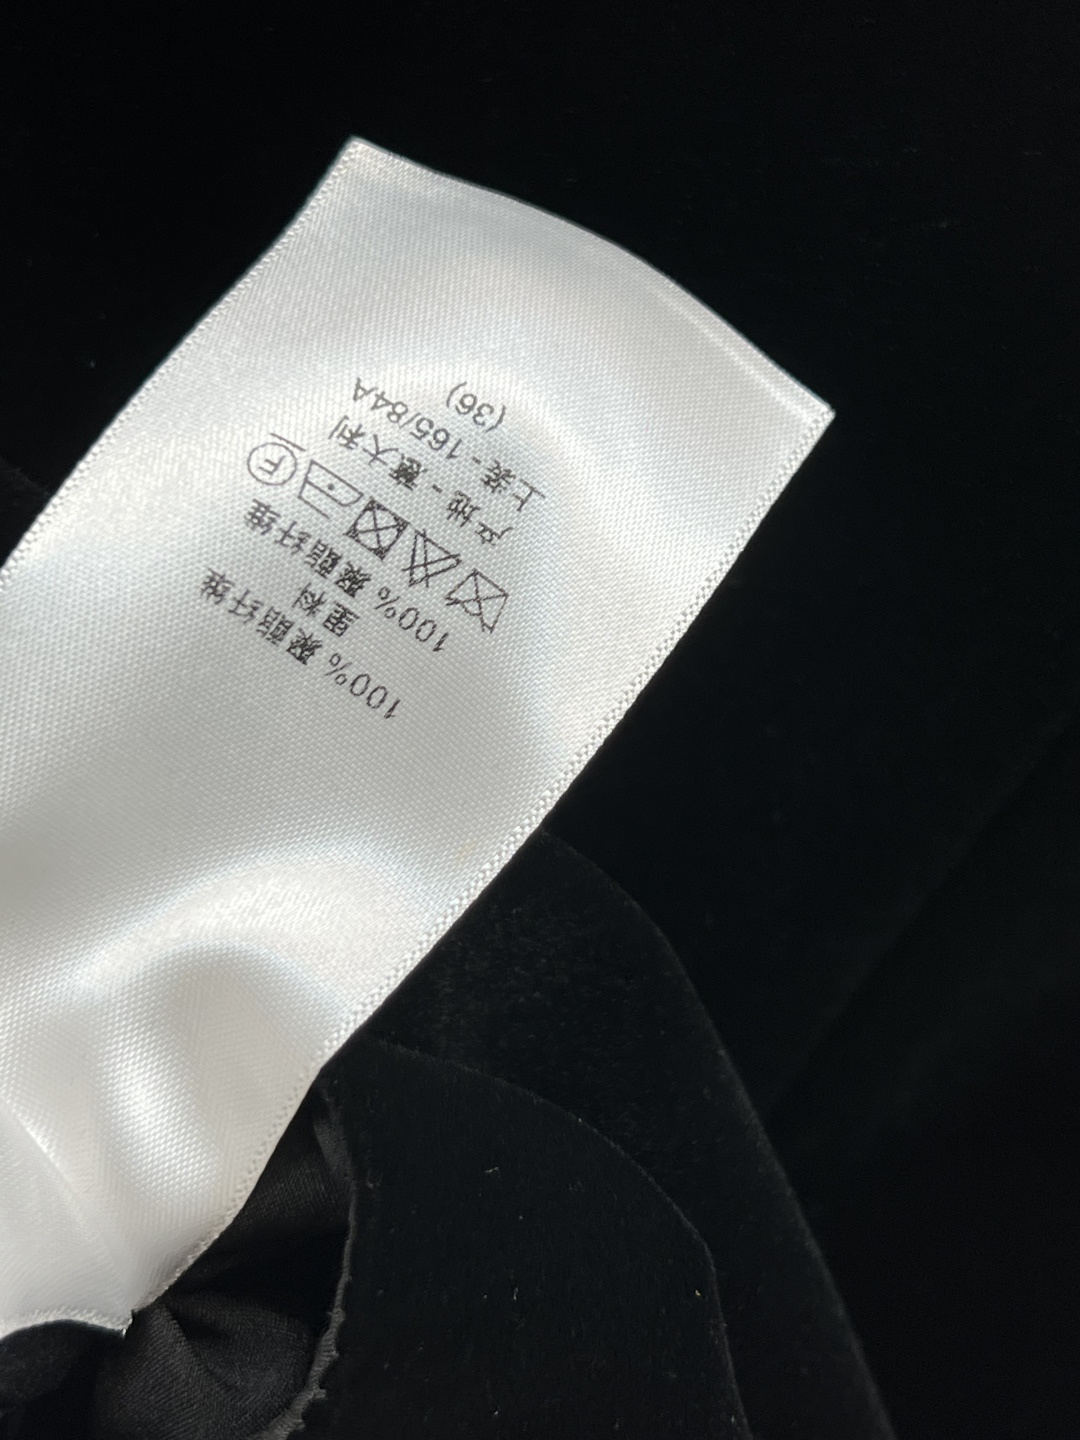 100% 聚酯纤维
里料
100% 聚酯纤维
F
产地 - 意大利
上装 - 165/84A
(36)